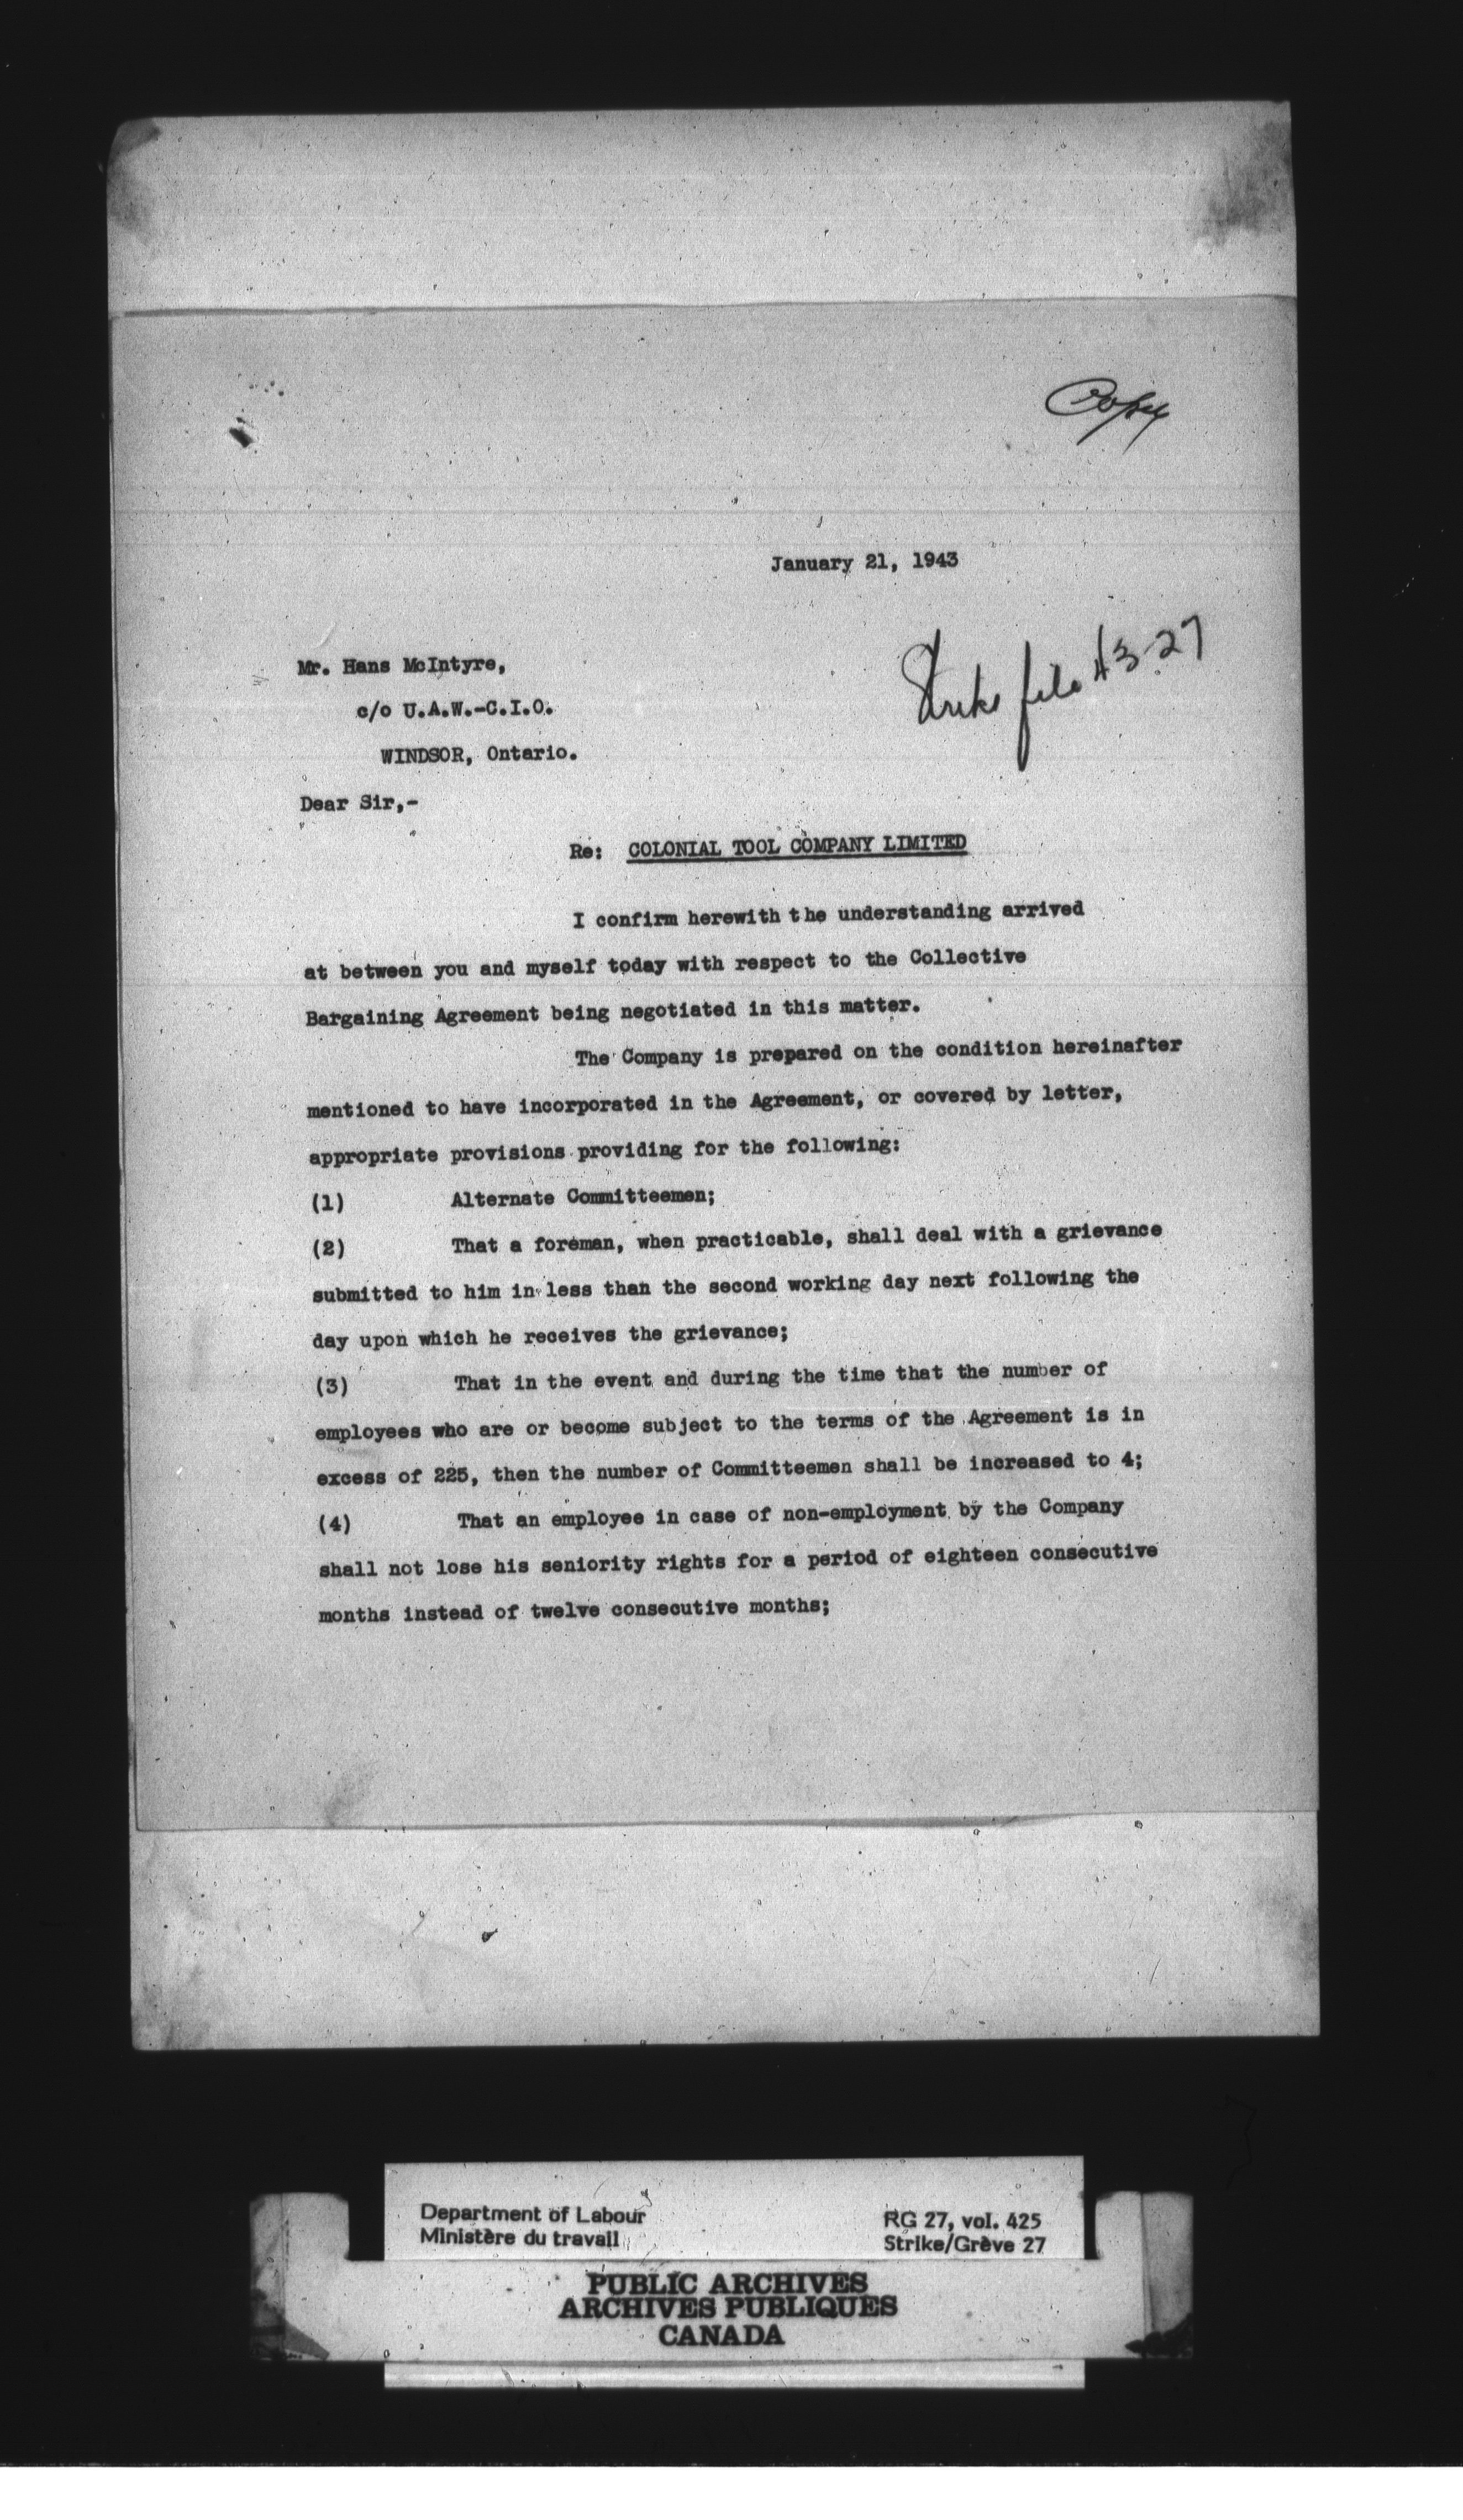 Copy
January 21, 1943
Strike file 43-27
Mr. Hans McIntyre,
c/o U.A.W.-C.I.O.
WINDSOR, Ontario.
Dear Sir,-
Re: COLONIAL TOOL COMPANY LIMITED
I confirm herewith the understanding arrived
at between you and myself today with respect to the Collective
Bargaining Agreement being negotiated in this matter.
The Company is prepared on the condition hereinafter
mentioned to have incorporated in the Agreement, or covered by letter,
appropriate provisions providing for the following:
(1) Alternate Committeemen;
(2) That a foreman, when practicable, shall deal with a grievance
submitted to him in less than the second working day next following the
day upon which he receives the grievance;
(3) That in the event and during the time that the number of
employees who are or become subject to the terms of the Agreement is in
excess of 225, then the number of Committeemen shall be increased to 4;
(4) That an employee in case of non-employment by the Company
shall not lose his seniority rights for a period of eighteen consecutive
months instead of twelve consecutive months;
Department of Labour
Ministère du travail
RG 27, vol. 425
Strike/Grève 27
PUBLIC ARCHIVES
ARCHIVES PUBLIQUES
CANADA